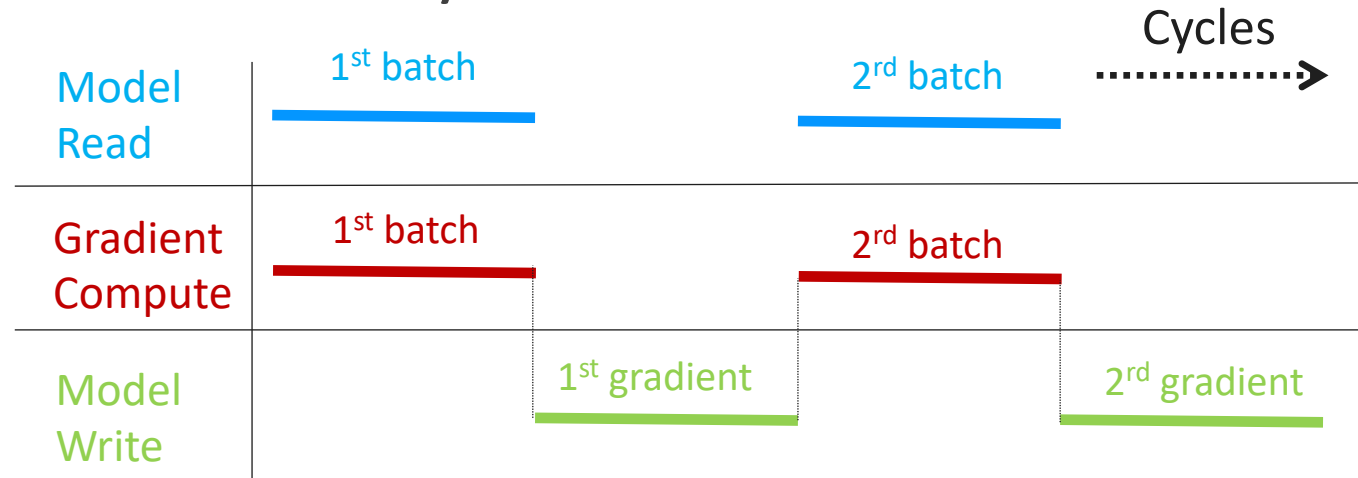 Cycles
Model
Read
1st batch
2rd batch
Gradient
Compute
1st batch
2rd batch
Model
Write
1st gradient
2rd gradient